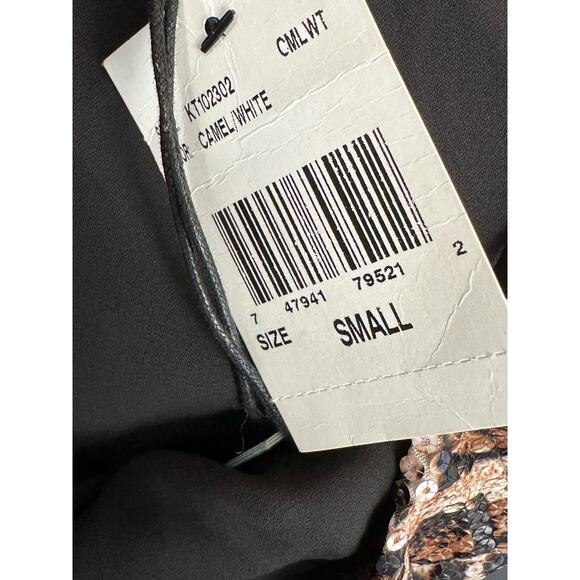 KT102302 CMLWT
CAMEL/WHITE
7 47941 79521 2
SIZE SMALL